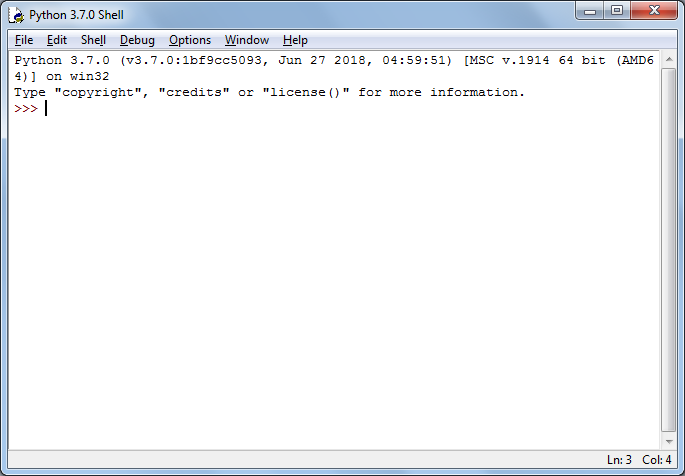 Python 3.7.0 Shell
File Edit Shell Debug Options Window Help
Python 3.7.0 (v3.7.0:1bf9cc5093, Jun 27 2018, 04:59:51) [MSC v.1914 64 bit (AMD6
4)] on win32
Type "copyright", "credits" or "license()" for more information.
>>>
Ln: 3 Col: 4